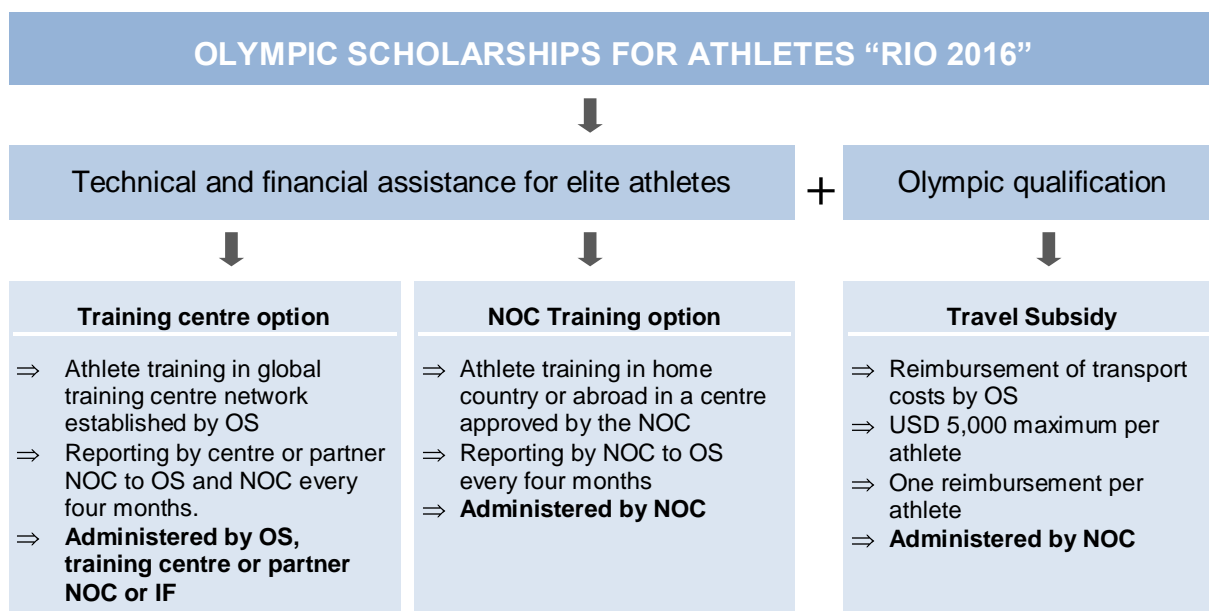 OLYMPIC SCHOLARSHIPS FOR ATHLETES “RIO 2016”
Technical and financial assistance for elite athletes
+
Olympic qualification
Training centre option
⇒ Athlete training in global
training centre network
established by OS
⇒ Reporting by centre or partner
NOC to OS and NOC every
four months.
⇒ Administered by OS,
training centre or partner
NOC or IF
NOC Training option
⇒ Athlete training in home
country or abroad in a centre
approved by the NOC
⇒ Reporting by NOC to OS
every four months
⇒ Administered by NOC
Travel Subsidy
⇒ Reimbursement of transport
costs by OS
⇒ USD 5,000 maximum per
athlete
⇒ One reimbursement per
athlete
⇒ Administered by NOC